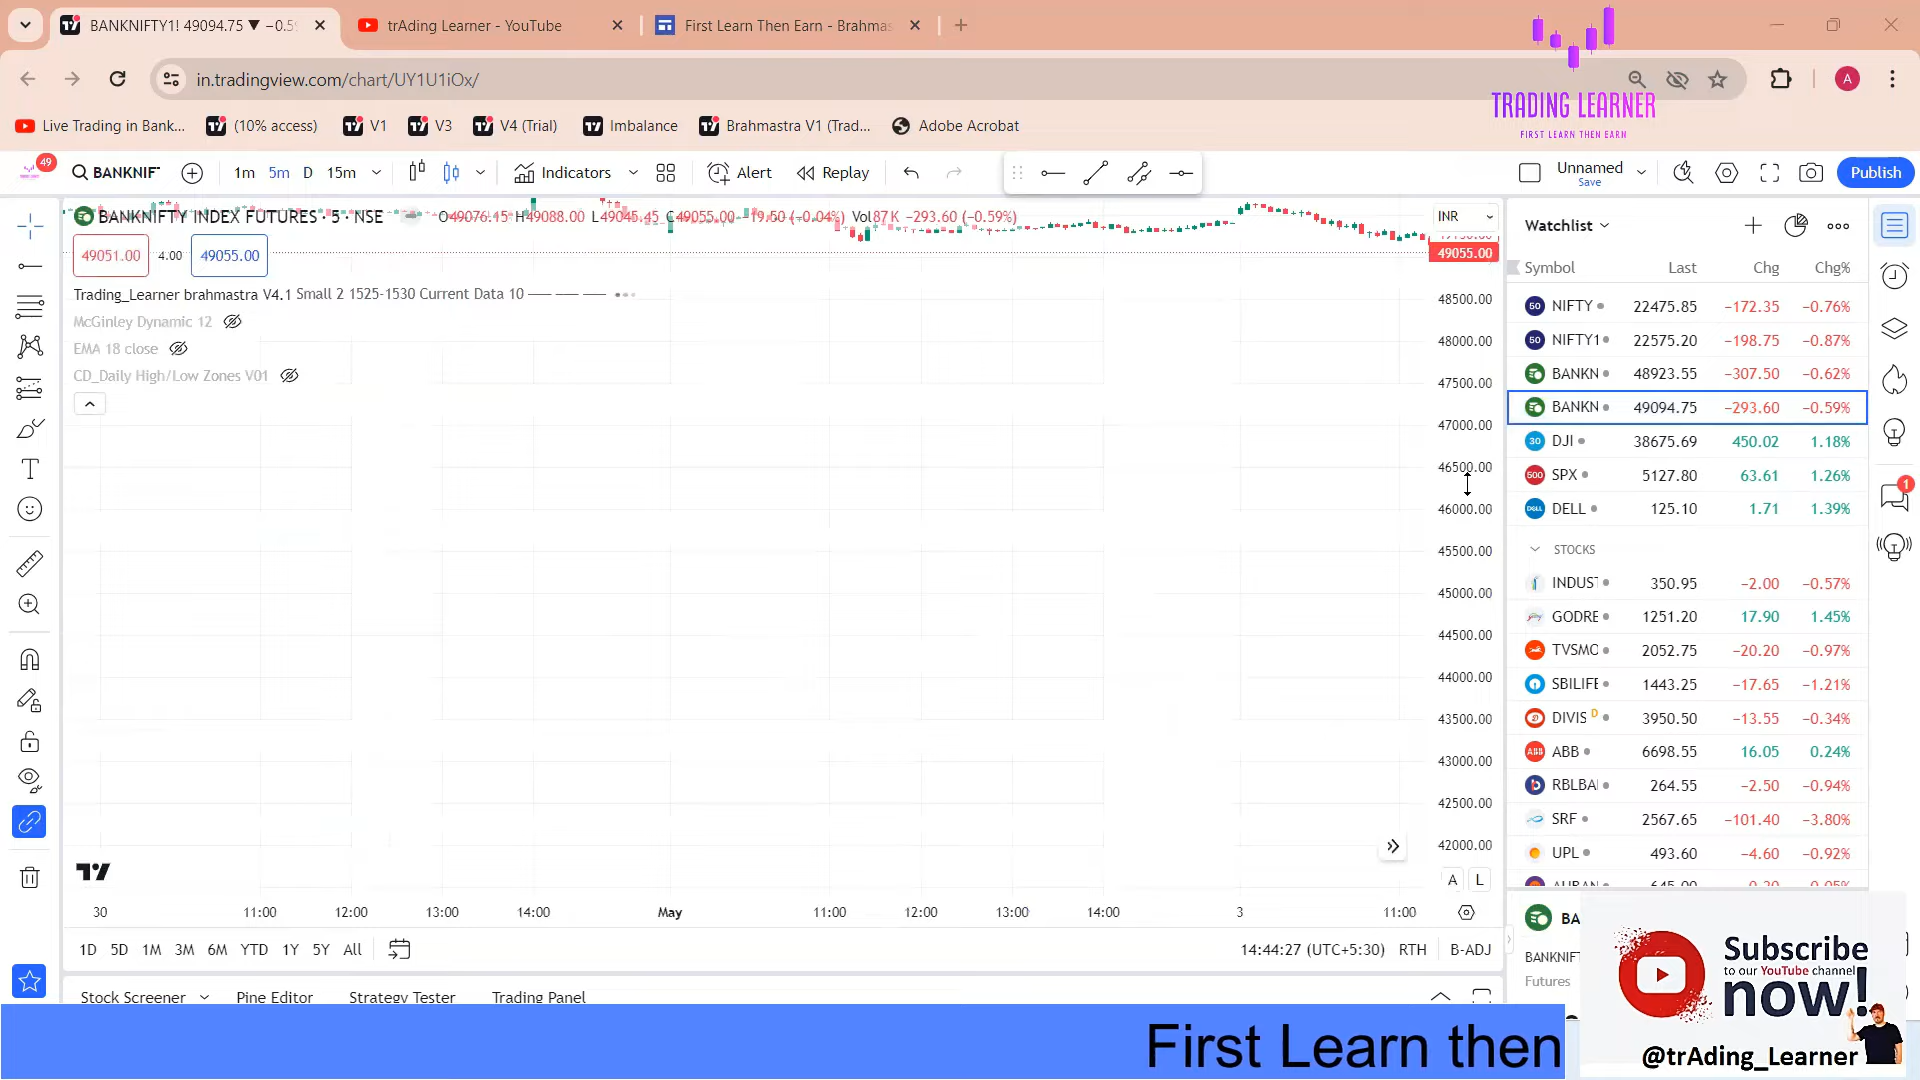 BANKNIFTY1! 49094.75 ▼ −0.59
trAding Learner - YouTube
First Learn Then Earn - Brahmas
in.tradingview.com/chart/UY1U1iOx/
A
TRADING LEARNER
FIRST LEARN THEN EARN
Live Trading in Bank...
(10% access)
V1
V3
V4 (Trial)
Imbalance
Brahmastra V1 (Trad...
Adobe Acrobat
49
BANKNIF
1m 5m D 15m
Indicators
Alert
Replay
Unnamed
Save
Publish
BANKNIFTY INDEX FUTURES · 5 · NSE
O49076.15 H49088.00 L49045.45 C49055.00 −19.50 (−0.04%) Vol87K −293.60 (−0.59%)
INR
49051.00 4.00 49055.00
Trading_Learner brahmastra V4.1 Small 2 1525-1530 Current Data 10
McGinley Dynamic 12
EMA 18 close
CD_Daily High/Low Zones V01
49055.00
48500.00
48000.00
47500.00
47000.00
46500.00
46000.00
45500.00
45000.00
44500.00
44000.00
43500.00
43000.00
42500.00
42000.00
A L
30 11:00 12:00 13:00 14:00 May 11:00 12:00 13:00 14:00 3 11:00
1D 5D 1M 3M 6M YTD 1Y 5Y All
14:44:27 (UTC+5:30) RTH B-ADJ
Stock Screener Pine Editor Strategy Tester Trading Panel
Watchlist
Symbol Last Chg Chg%
50 NIFTY 22475.85 −172.35 −0.76%
50 NIFTY1 22575.20 −198.75 −0.87%
BANKN 48923.55 −307.50 −0.62%
BANKN 49094.75 −293.60 −0.59%
30 DJI 38675.69 450.02 1.18%
500 SPX 5127.80 63.61 1.26%
DELL DELL 125.10 1.71 1.39%
STOCKS
INDUS 350.95 −2.00 −0.57%
GODRE 1251.20 17.90 1.45%
TVSMO 2052.75 −20.20 −0.97%
SBILIFE 1443.25 −17.65 −1.21%
DIVIS D 3950.50 −13.55 −0.34%
ABB ABB 6698.55 16.05 0.24%
RBLBA 264.55 −2.50 −0.94%
SRF 2567.65 −101.40 −3.80%
UPL 493.60 −4.60 −0.92%
1
BA
BANKNIFT
Futures
Subscribe
to our YouTube channel
now!
@trAding_Learner
First Learn then